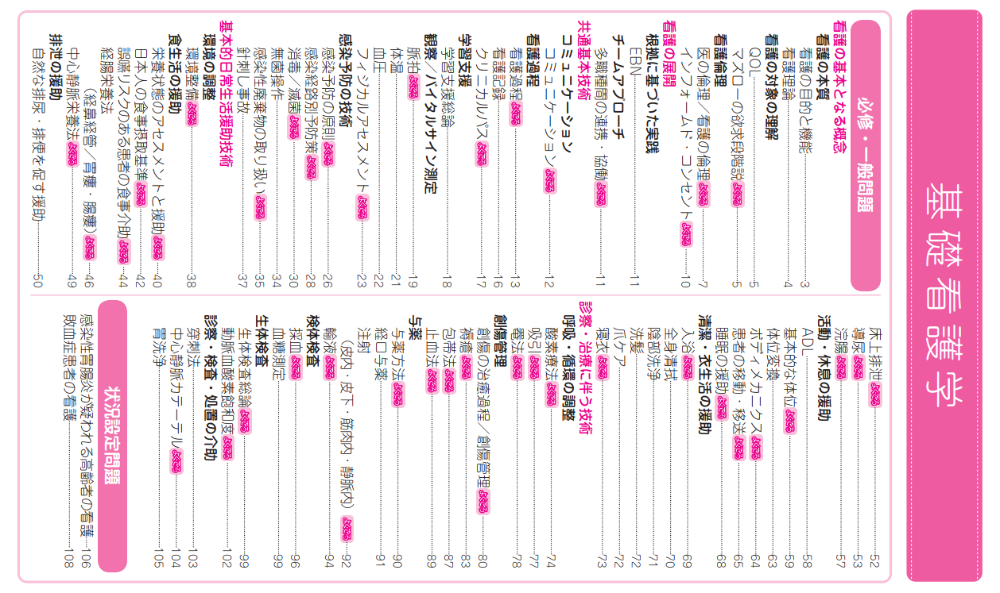 基礎看護学
必修・一般問題
看護の基本となる概念
看護の本質
看護の目的と機能……3
看護理論……4
看護の対象の理解
QOL……5
マズローの欲求段階説 よくでる……5
看護倫理
医の倫理／看護の倫理 よくでる……7
インフォームド・コンセント よくでる……10
看護の展開
根拠に基づいた実践
EBN……11
チームアプローチ
多職種間の連携・協働 よくでる……11
共通基本技術
コミュニケーション
コミュニケーション よくでる……12
看護過程
看護過程 よくでる……13
看護記録……16
クリニカルパス よくでる……17
学習支援
学習支援総論……18
観察／バイタルサイン測定
脈拍 よくでる……19
体温……21
血圧……22
フィジカルアセスメント よくでる……23
感染予防の技術
感染予防の原則 よくでる……26
感染経路別予防策 よくでる……28
消毒／滅菌 よくでる……30
無菌操作……34
感染性廃棄物の取り扱い よくでる……35
針刺し事故……37
基本的日常生活援助技術
環境の調整
環境整備 よくでる……38
食生活の援助
栄養状態のアセスメントと援助 よくでる……40
日本人の食事摂取基準 よくでる……42
誤嚥リスクのある患者の食事介助 よくでる……44
経腸栄養法
（経鼻経管／胃瘻・腸瘻） よくでる……46
中心静脈栄養法 よくでる……49
排泄の援助
自然な排尿・排便を促す援助……50
床上排泄 よくでる……52
導尿 よくでる……53
浣腸 よくでる……57
活動・休息の援助
ADL……58
基本的な体位 よくでる……59
体位変換……63
ボディメカニクス よくでる……64
患者の移動・移送 よくでる……65
睡眠の援助 よくでる……68
清潔・衣生活の援助
入浴 よくでる……69
全身清拭……70
陰部洗浄……71
洗髪……72
爪ケア……72
寝衣 よくでる……73
診察・治療に伴う技術
呼吸・循環の調整
酸素療法 よくでる……74
吸引 よくでる……77
罨法 よくでる……78
創傷管理
創傷の治癒過程／創傷管理 よくでる……80
褥瘡 よくでる……83
包帯法 よくでる……87
止血法 よくでる……89
与薬
与薬方法 よくでる……90
経口与薬……91
注射
（皮内・皮下・筋肉内・静脈内） よくでる……92
輸液 よくでる……94
検体検査
採血 よくでる……96
血糖測定……99
生体検査
生体検査総論 よくでる……99
動脈血酸素飽和度 よくでる……102
診察・検査・処置の介助
穿刺法……103
中心静脈カテーテル よくでる……104
胃洗浄……105
状況設定問題
感染性胃腸炎が疑われる高齢者の看護……106
敗血症患者の看護……108